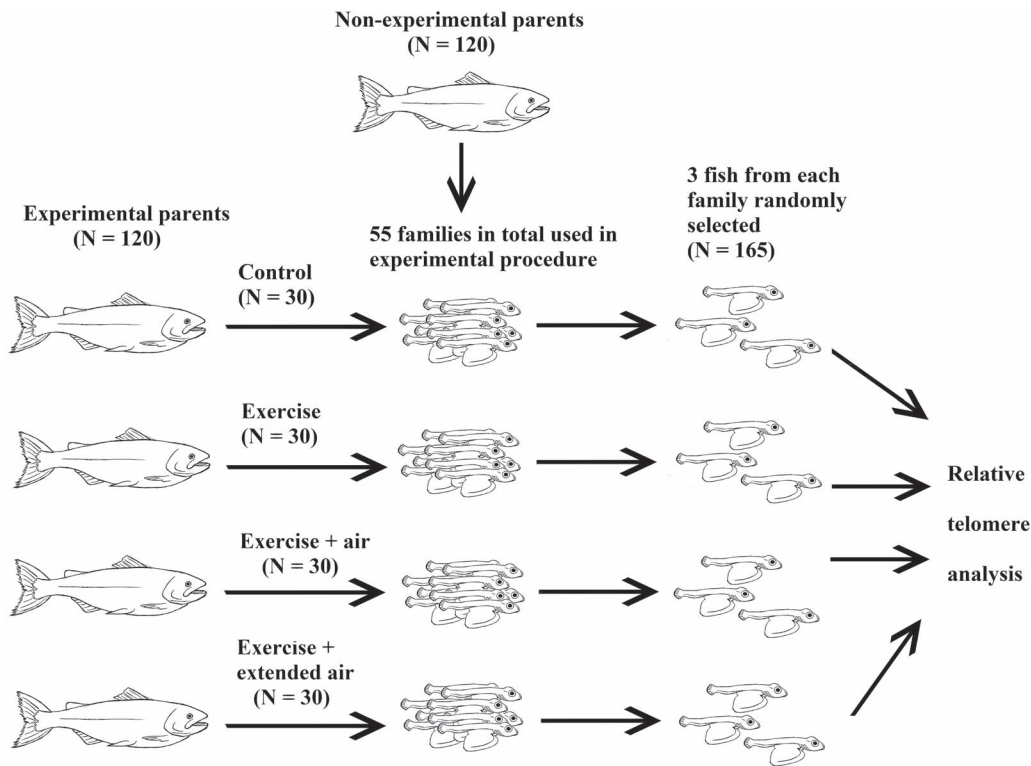 Non-experimental parents
(N = 120)
3 fish from each
family randomly
selected
(N = 165)
Experimental parents
(N = 120)
55 families in total used in
experimental procedure
Control
(N = 30)
Exercise
(N = 30)
Exercise + air
(N = 30)
Exercise +
extended air
(N = 30)
Relative
telomere
analysis